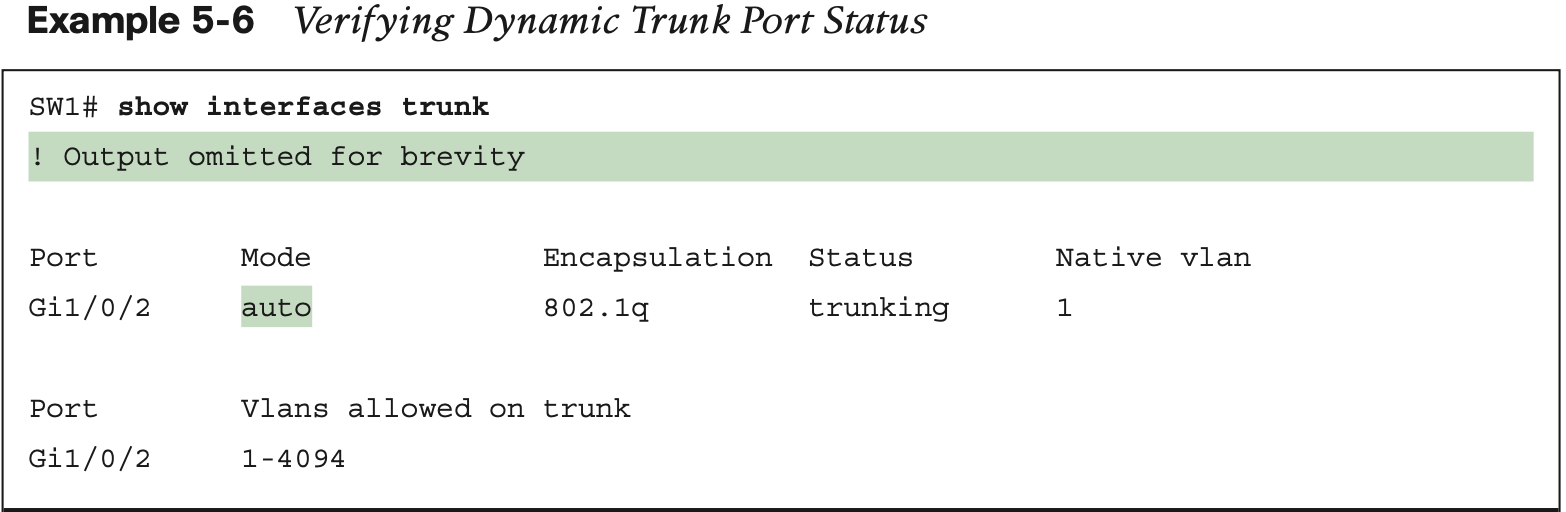 Example 5-6 Verifying Dynamic Trunk Port Status
SW1# show interfaces trunk
! Output omitted for brevity
Port Mode Encapsulation Status Native vlan
Gi1/0/2 auto 802.1q trunking 1
Port Vlans allowed on trunk
Gi1/0/2 1-4094